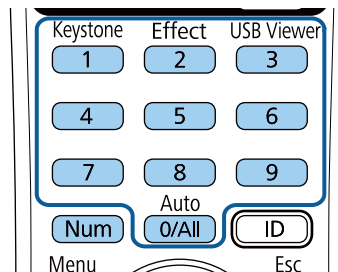 Keystone Effect USB Viewer
1 2 3
4 5 6
7 8 9
Auto
Num 0/All ID
Menu Esc